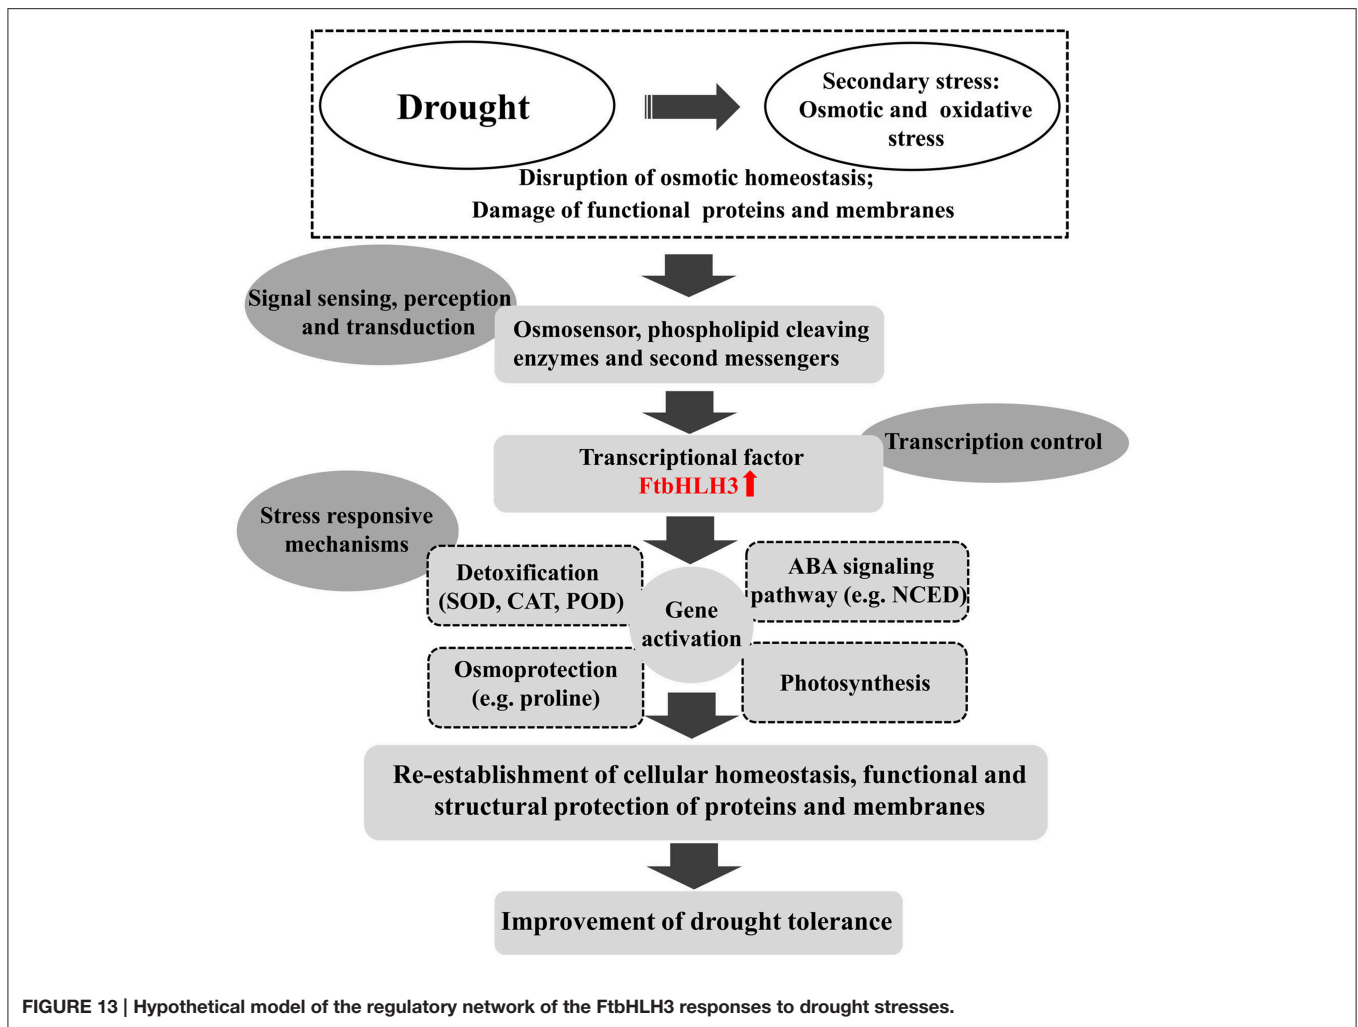 Drought
Secondary stress:
Osmotic and oxidative
stress
Disruption of osmotic homeostasis;
Damage of functional proteins and membranes
Signal sensing, perception
and transduction
Osmosensor, phospholipid cleaving
enzymes and second messengers
Transcription control
Transcriptional factor
FtbHLH3
Stress responsive
mechanisms
Detoxification
(SOD, CAT, POD)
ABA signaling
pathway (e.g. NCED)
Gene
activation
Osmoprotection
(e.g. proline)
Photosynthesis
Re-establishment of cellular homeostasis, functional and
structural protection of proteins and membranes
Improvement of drought tolerance
FIGURE 13 | Hypothetical model of the regulatory network of the FtbHLH3 responses to drought stresses.